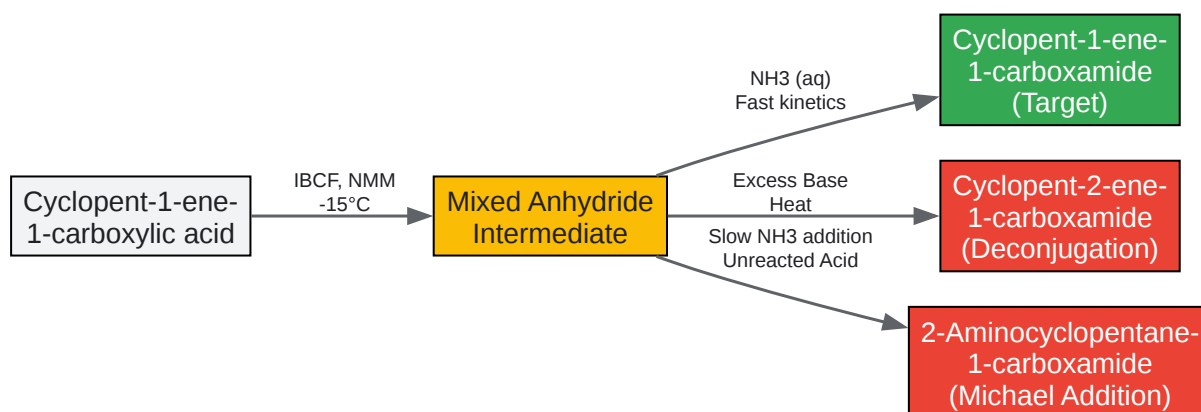 Cyclopent-1-ene-
1-carboxylic acid
IBCF, NMM
-15°C
Mixed Anhydride
Intermediate
NH3 (aq)
Fast kinetics
Cyclopent-1-ene-
1-carboxamide
(Target)
Excess Base
Heat
Cyclopent-2-ene-
1-carboxamide
(Deconjugation)
Slow NH3 addition
Unreacted Acid
2-Aminocyclopentane-
1-carboxamide
(Michael Addition)